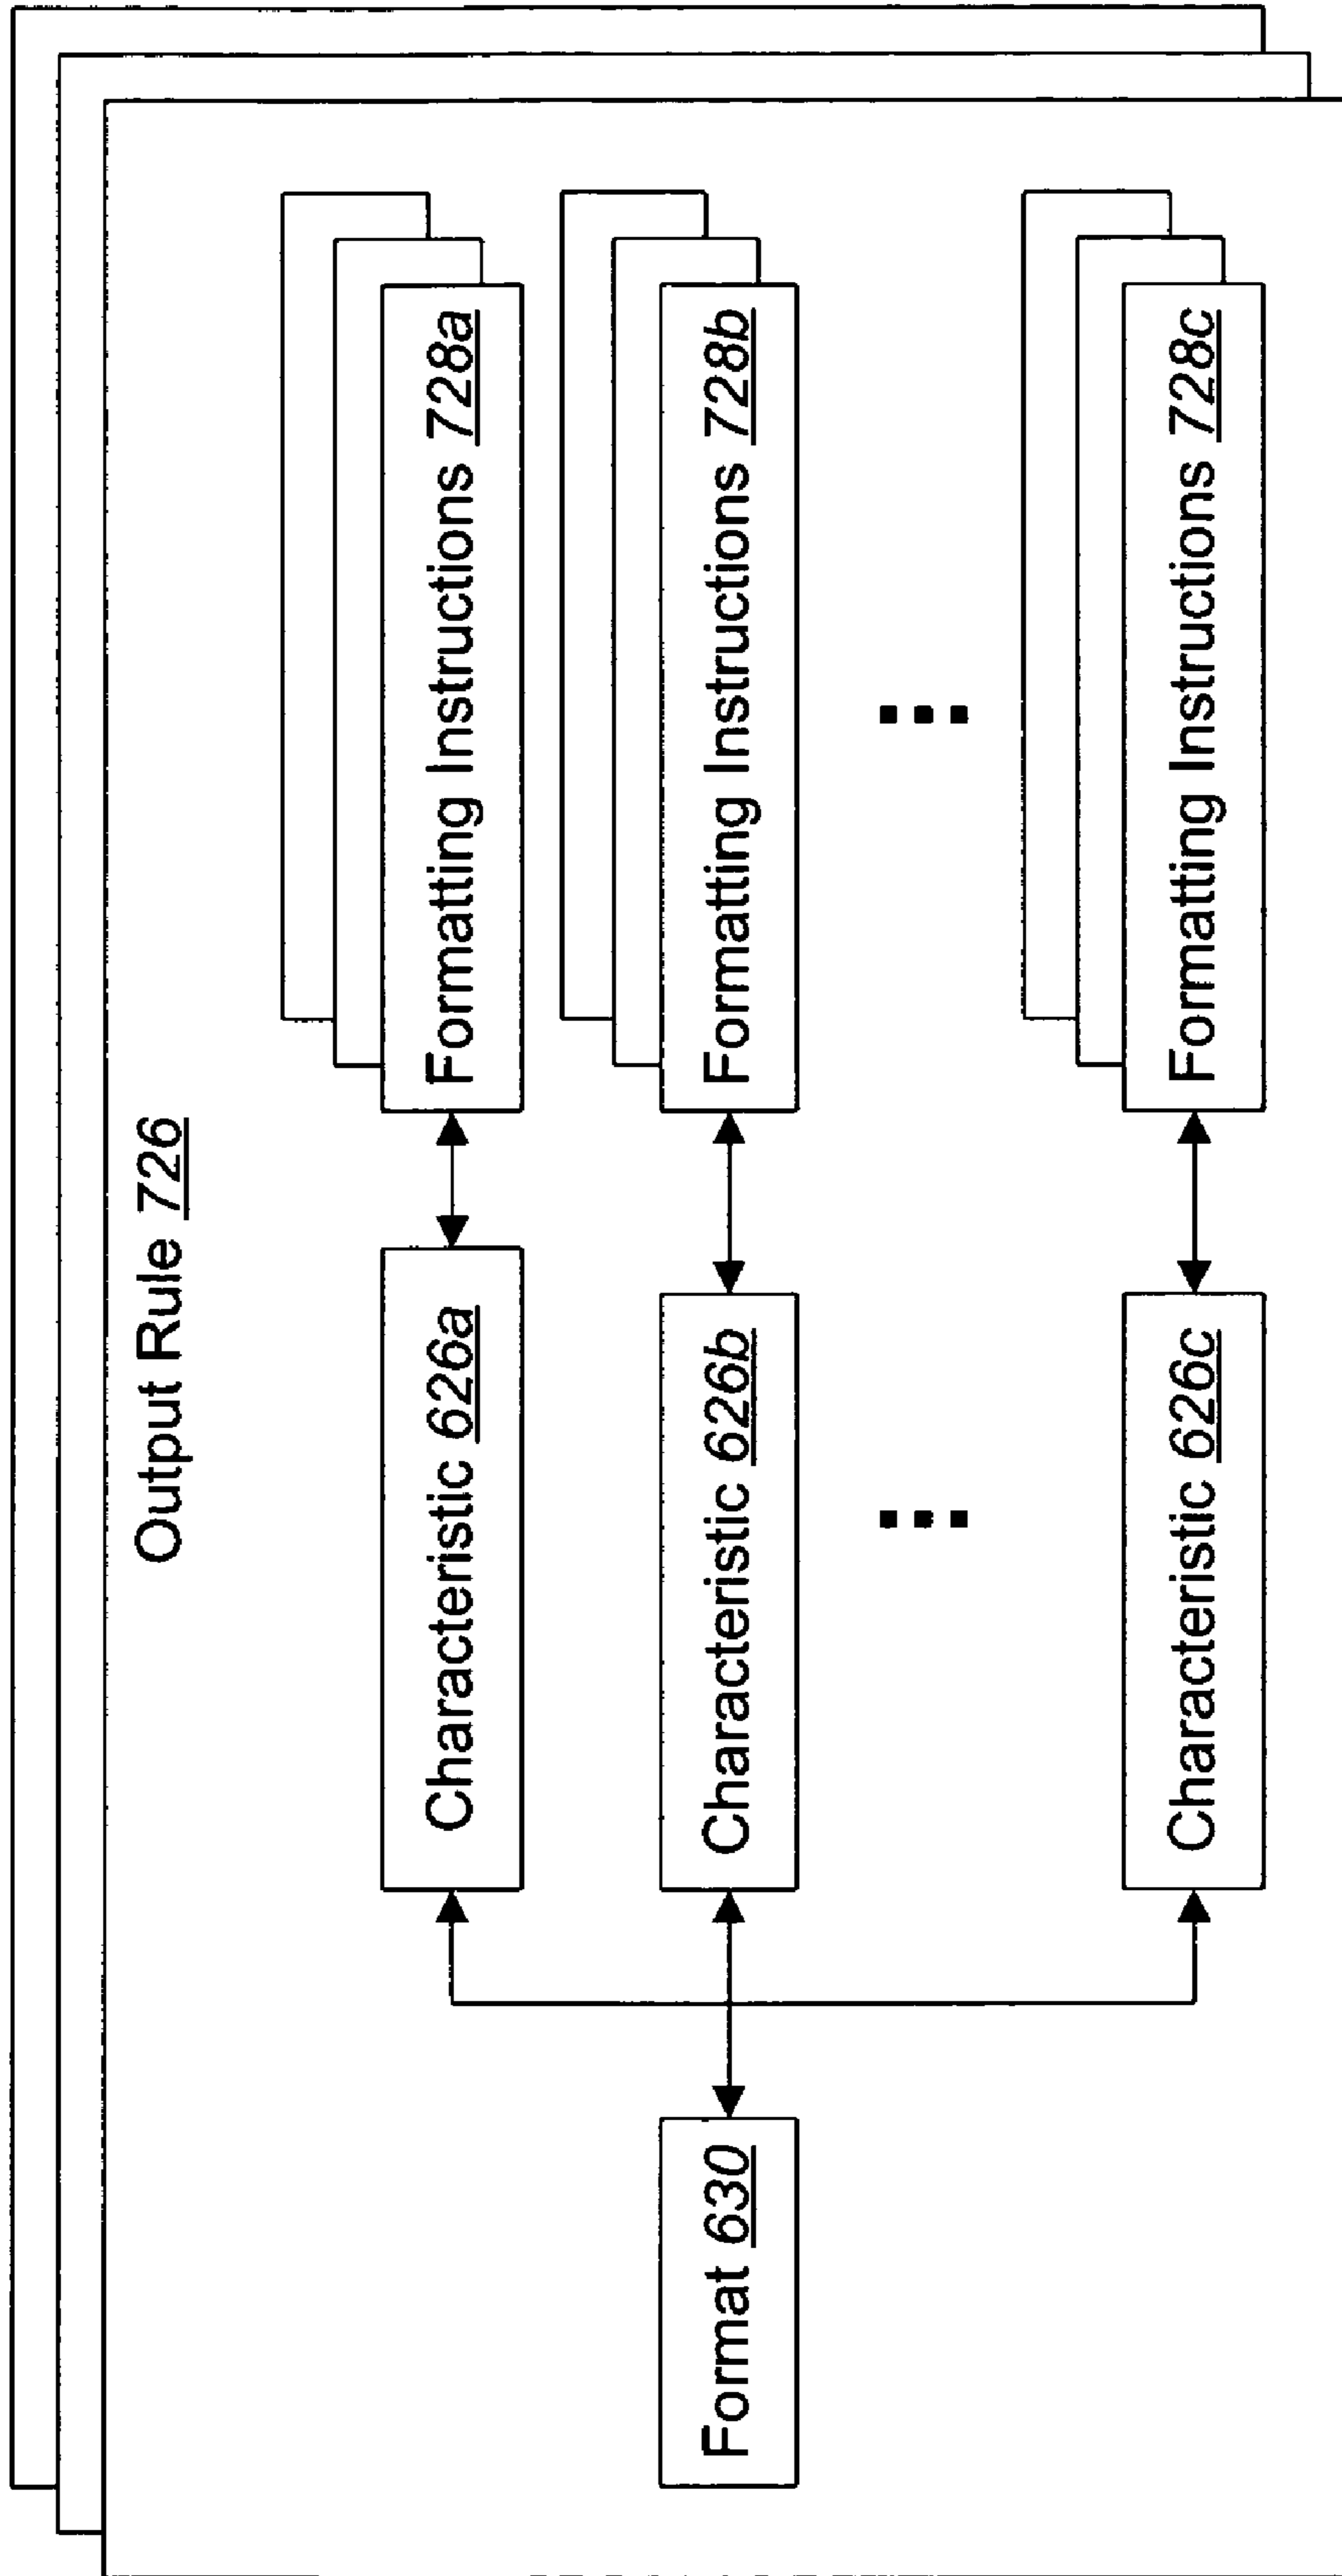 Output Rule 726
Characteristic 626a
Formatting Instructions 728a
Format 630
Characteristic 626b
Formatting Instructions 728b
Characteristic 626c
Formatting Instructions 728c